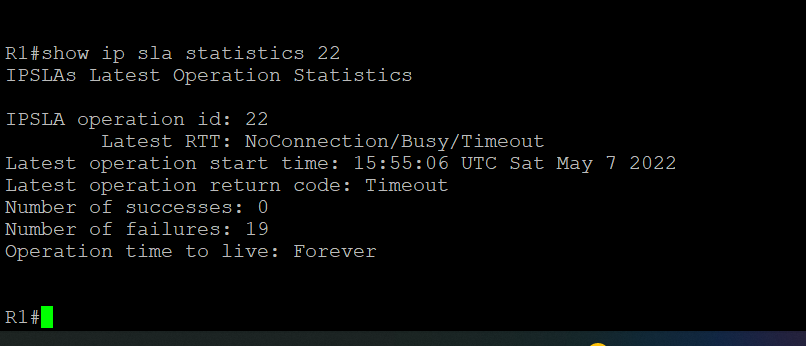 R1#show ip sla statistics 22
IPSLAs Latest Operation Statistics
IPSLA operation id: 22
Latest RTT: NoConnection/Busy/Timeout
Latest operation start time: 15:55:06 UTC Sat May 7 2022
Latest operation return code: Timeout
Number of successes: 0
Number of failures: 19
Operation time to live: Forever
R1#